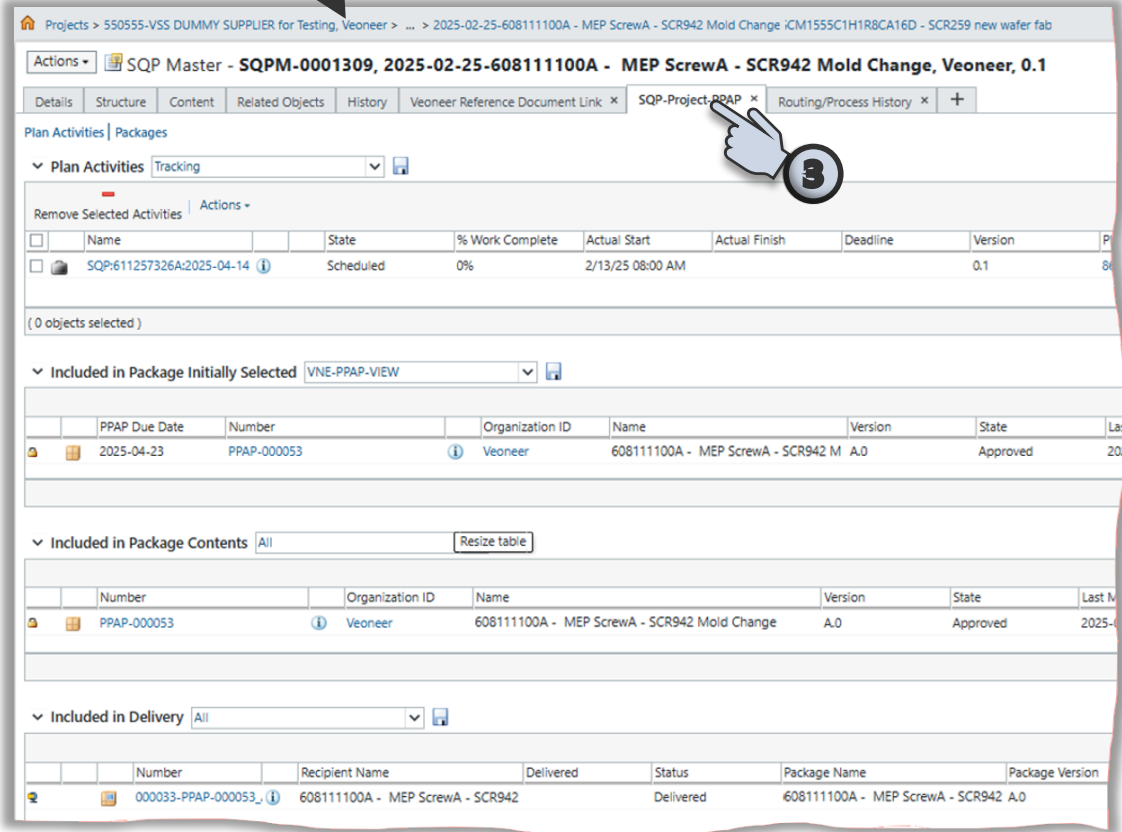 Projects > 550555-VSS DUMMY SUPPLIER for Testing, Veoneer > ... > 2025-02-25-608111100A - MEP ScrewA - SCR942 Mold Change iCM1555C1H1R8CA16D - SCR259 new wafer fab
Actions SQP Master - SQPM-0001309, 2025-02-25-608111100A - MEP ScrewA - SCR942 Mold Change, Veoneer, 0.1
Details Structure Content Related Objects History Veoneer Reference Document Link × SQP-Project-PPAP × Routing/Process History × +
3
Plan Activities | Packages
Plan Activities Tracking
Remove Selected Activities Actions
Name State % Work Complete Actual Start Actual Finish Deadline Version
SQP:611257326A:2025-04-14 Scheduled 0% 2/13/25 08:00 AM 0.1
( 0 objects selected )
Included in Package Initially Selected VNE-PPAP-VIEW
PPAP Due Date Number Organization ID Name Version State
2025-04-23 PPAP-000053 Veoneer 608111100A - MEP ScrewA - SCR942 M A.0 Approved
Included in Package Contents All Resize table
Number Organization ID Name Version State Last M
PPAP-000053 Veoneer 608111100A - MEP ScrewA - SCR942 Mold Change A.0 Approved 2025-
Included in Delivery All
Number Recipient Name Delivered Status Package Name Package Version
000033-PPAP-000053_. 608111100A - MEP ScrewA - SCR942 Delivered 608111100A - MEP ScrewA - SCR942 A.0